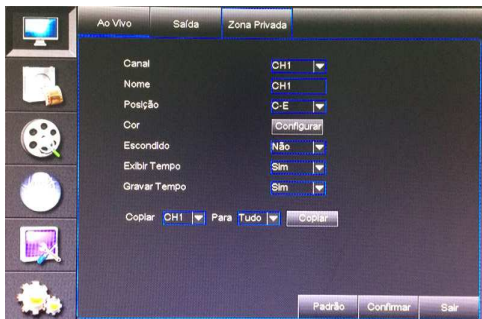 Ao Vivo Saída Zona Privada
Canal CH1
Nome CH1
Posição C-E
Cor Configurar
Escondido Não
Exibir Tempo Sim
Gravar Tempo Sim
Copiar CH1 Para Tudo Copiar
Padrão Confirmar Sair